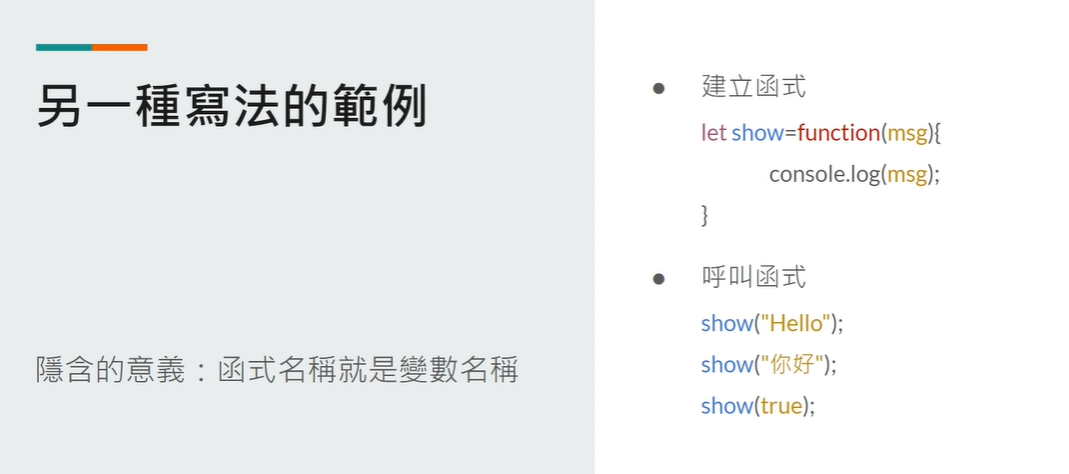 另一種寫法的範例
隱含的意義：函式名稱就是變數名稱
● 建立函式
let show=function(msg){
console.log(msg);
}
● 呼叫函式
show("Hello");
show("你好");
show(true);